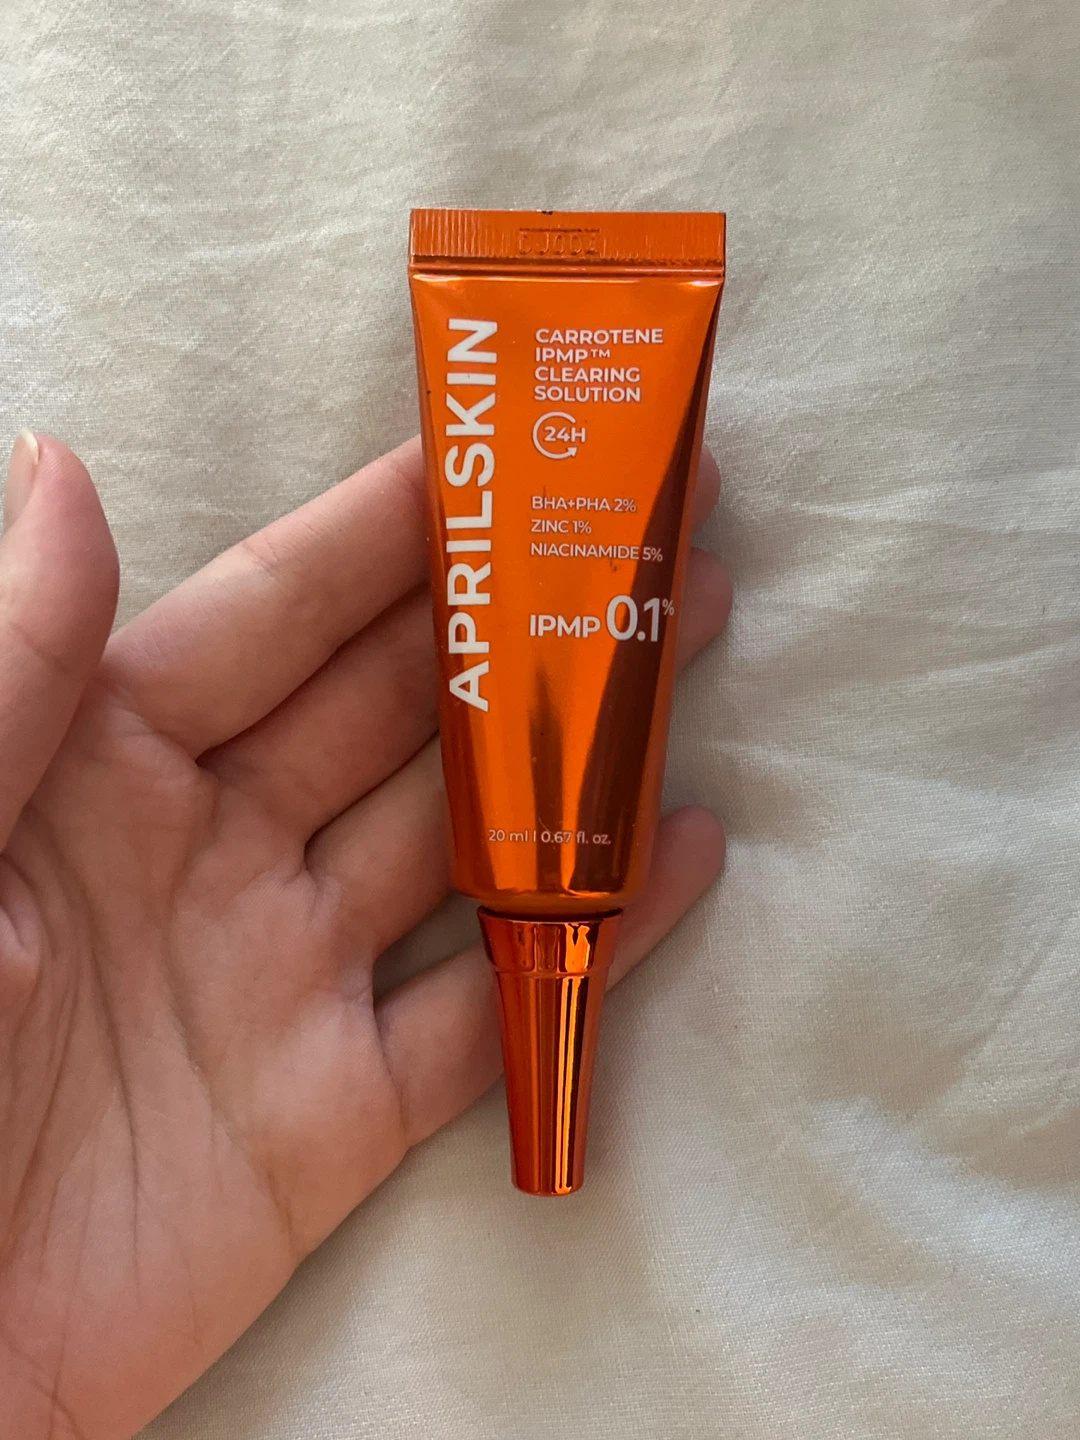 APRILSKIN
CARROTENE
IPMP™
CLEARING
SOLUTION
24H
BHA+PHA 2%
ZINC 1%
NIACINAMIDE 5%
IPMP 0.1%
20 ml I 0.67 fl. oz.